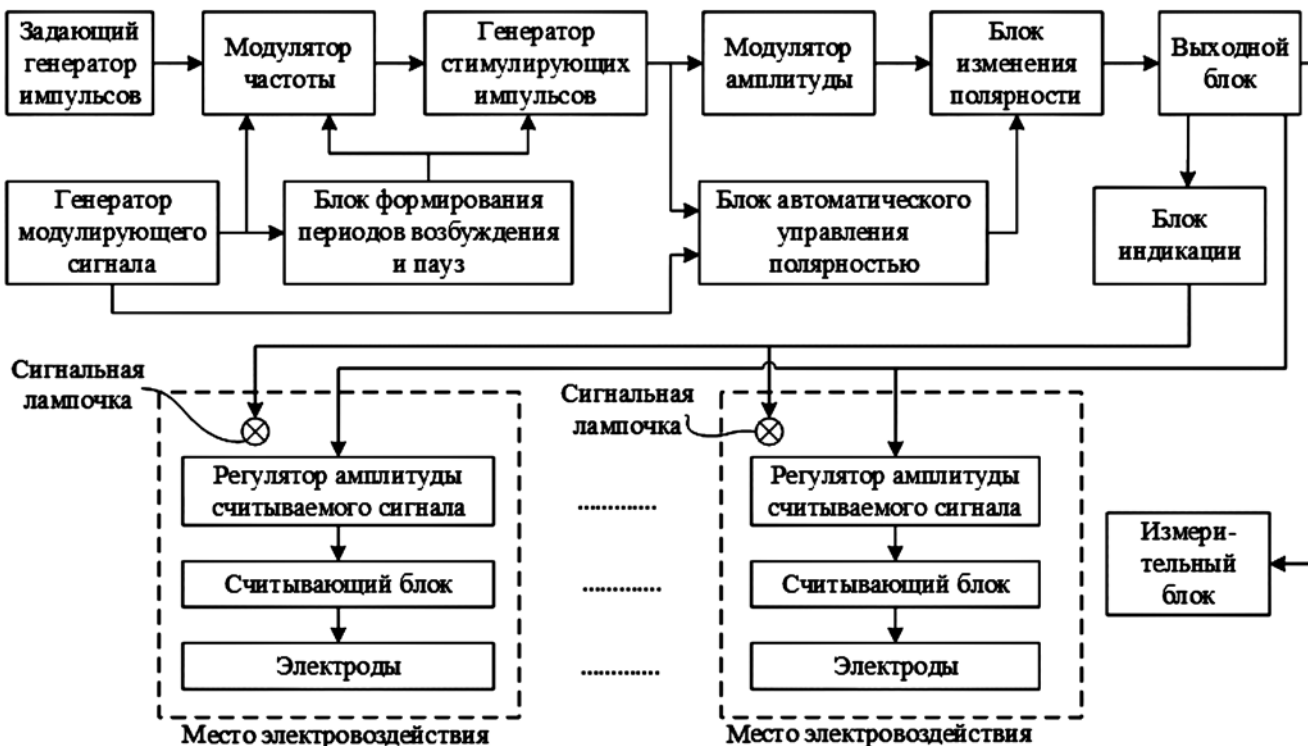 Задающий
генератор
импульсов
Модулятор
частоты
Генератор
стимулирующих
импульсов
Модулятор
амплитуды
Блок
изменения
полярности
Выходной
блок
Генератор
модулирующего
сигнала
Блок формирования
периодов возбуждения
и пауз
Блок автоматического
управления
полярностью
Блок
индикации
Сигнальная
лампочка
Сигнальная
лампочка
Регулятор амплитуды
считываемого сигнала
Считывающий блок
Электроды
Место электровоздействия
Регулятор амплитуды
считываемого сигнала
Считывающий блок
Электроды
Место электровоздействия
Измери-
тельный
блок